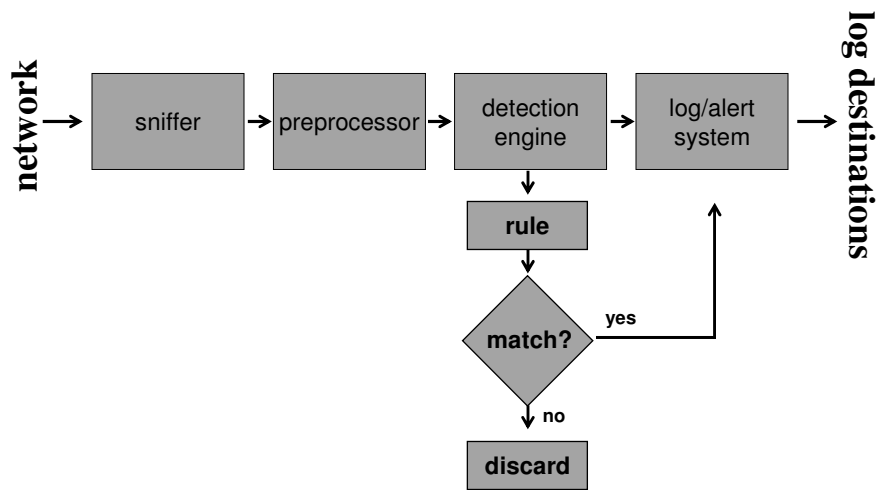 network
sniffer
preprocessor
detection
engine
log/alert
system
log destinations
rule
match?
yes
no
discard